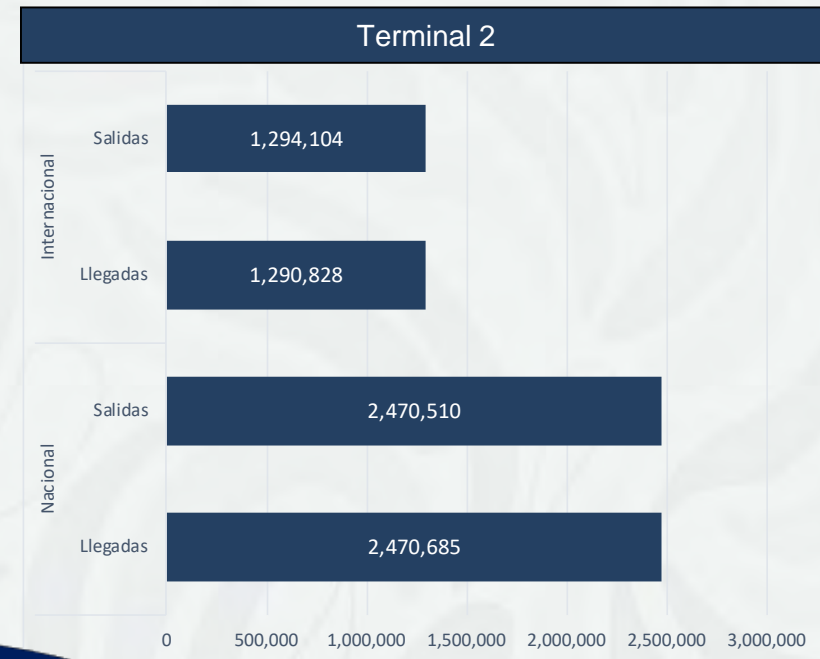 Terminal 2
Internacional
Salidas 1,294,104
Llegadas 1,290,828
Nacional
Salidas 2,470,510
Llegadas 2,470,685
0 500,000 1,000,000 1,500,000 2,000,000 2,500,000 3,000,000